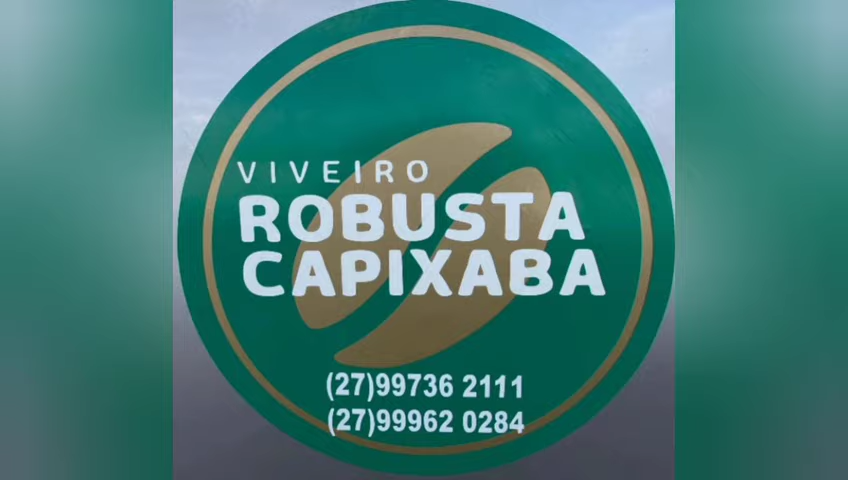 VIVEIRO
ROBUSTA
CAPIXABA
(27)99736 2111
(27)99962 0284